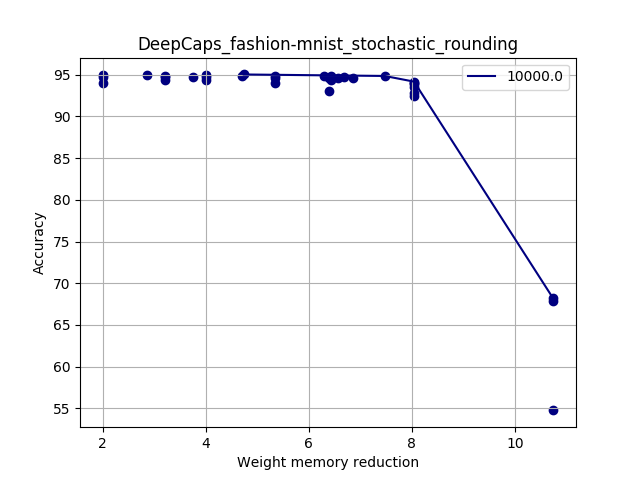 DeepCaps_fashion-mnist_stochastic_rounding
10000.0
95
90
85
80
75
70
65
60
55
Accuracy
2 4 6 8 10
Weight memory reduction